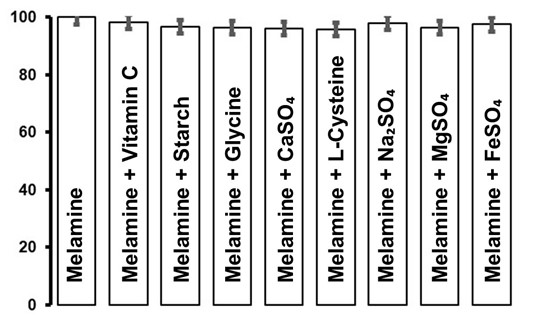 100
80
60
40
20
0
Melamine
Melamine + Vitamin C
Melamine + Starch
Melamine + Glycine
Melamine + CaSO₄
Melamine + L-Cysteine
Melamine + Na₂SO₄
Melamine + MgSO₄
Melamine + FeSO₄